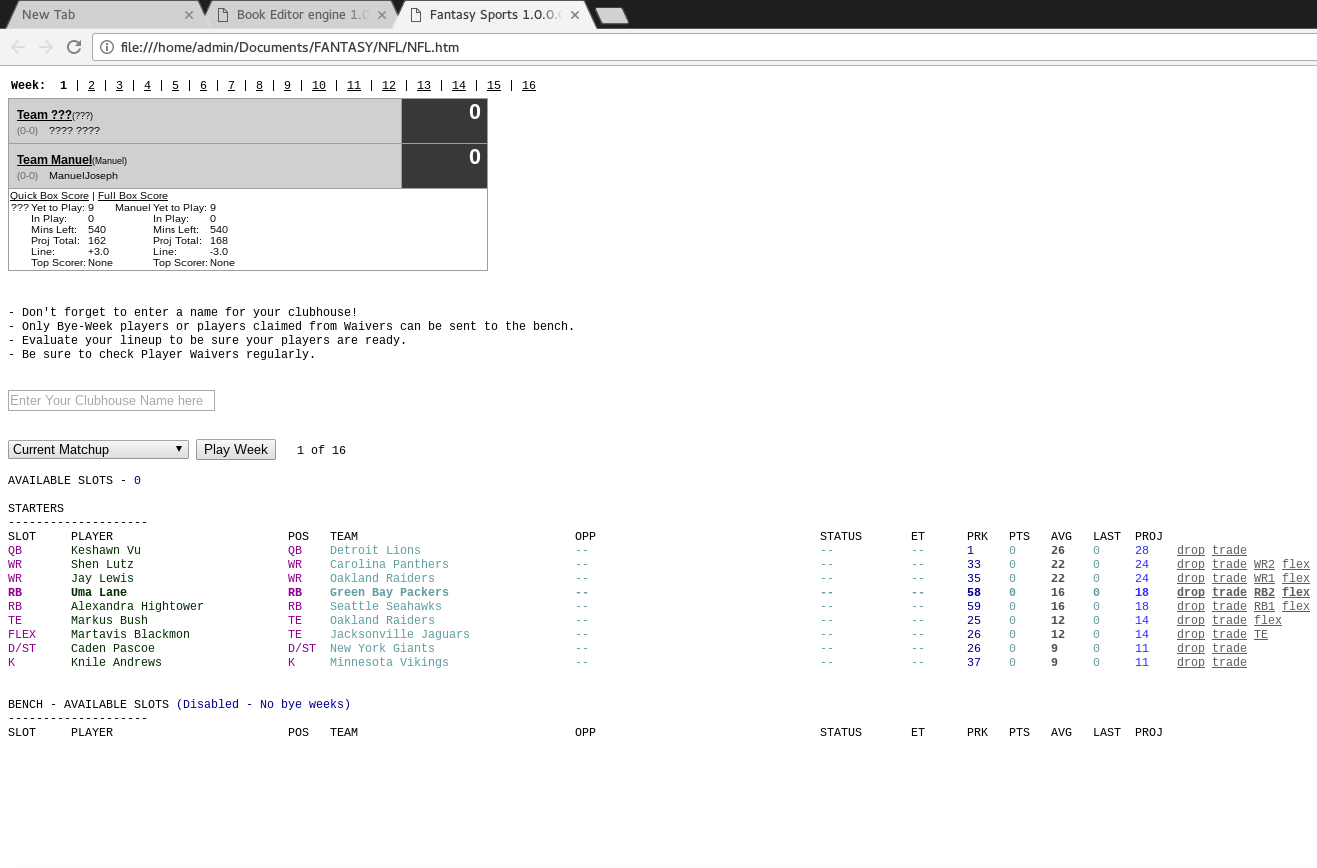 New Tab
Book Editor engine 1.0
Fantasy Sports 1.0.0.0
file:///home/admin/Documents/FANTASY/NFL/NFL.htm
Week: 1 | 2 | 3 | 4 | 5 | 6 | 7 | 8 | 9 | 10 | 11 | 12 | 13 | 14 | 15 | 16
Team ???(???) 0
(0-0) ???? ????
Team Manuel(Manuel) 0
(0-0) ManuelJoseph
Quick Box Score | Full Box Score
??? Yet to Play: 9 Manuel Yet to Play: 9
In Play: 0 In Play: 0
Mins Left: 540 Mins Left: 540
Proj Total: 162 Proj Total: 168
Line: +3.0 Line: -3.0
Top Scorer: None Top Scorer: None
- Don't forget to enter a name for your clubhouse!
- Only Bye-Week players or players claimed from Waivers can be sent to the bench.
- Evaluate your lineup to be sure your players are ready.
- Be sure to check Player Waivers regularly.
Enter Your Clubhouse Name here
Current Matchup Play Week 1 of 16
AVAILABLE SLOTS - 0
STARTERS
--------------------
SLOT PLAYER POS TEAM OPP STATUS ET PRK PTS AVG LAST PROJ
QB Keshawn Vu QB Detroit Lions -- -- -- 1 0 26 0 28 drop trade
WR Shen Lutz WR Carolina Panthers -- -- -- 33 0 22 0 24 drop trade WR2 flex
WR Jay Lewis WR Oakland Raiders -- -- -- 35 0 22 0 24 drop trade WR1 flex
RB Uma Lane RB Green Bay Packers -- -- -- 58 0 16 0 18 drop trade RB2 flex
RB Alexandra Hightower RB Seattle Seahawks -- -- -- 59 0 16 0 18 drop trade RB1 flex
TE Markus Bush TE Oakland Raiders -- -- -- 25 0 12 0 14 drop trade flex
FLEX Martavis Blackmon TE Jacksonville Jaguars -- -- -- 26 0 12 0 14 drop trade TE
D/ST Caden Pascoe D/ST New York Giants -- -- -- 26 0 9 0 11 drop trade
K Knile Andrews K Minnesota Vikings -- -- -- 37 0 9 0 11 drop trade
BENCH - AVAILABLE SLOTS (Disabled - No bye weeks)
--------------------
SLOT PLAYER POS TEAM OPP STATUS ET PRK PTS AVG LAST PROJ